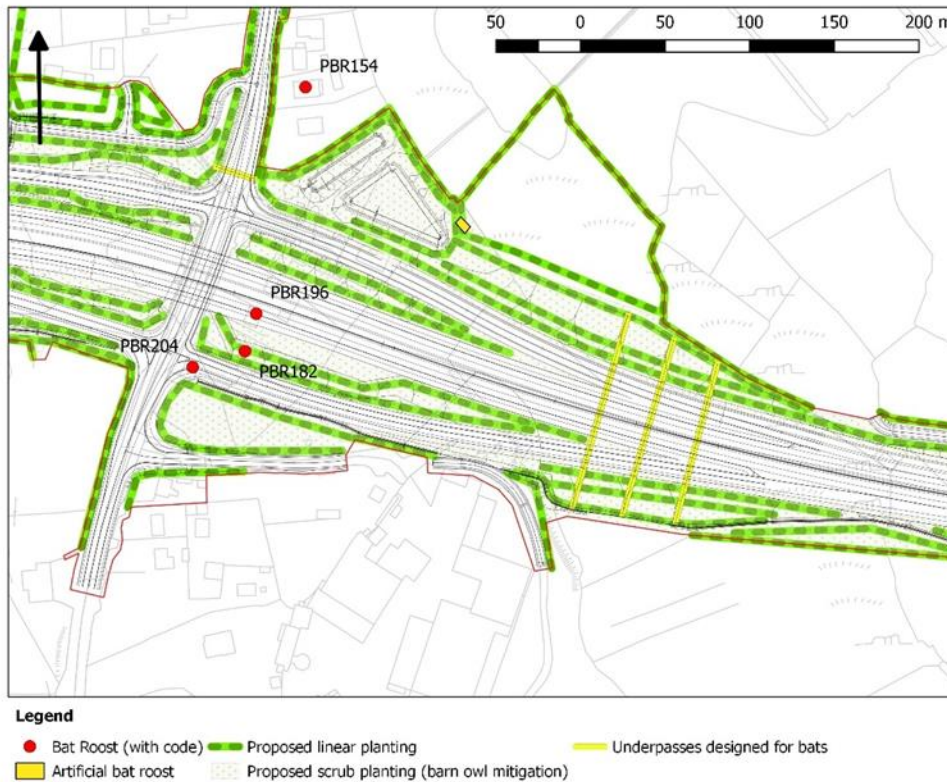 50 0 50 100 150 200 m
PBR154
PBR196
PBR204
PBR182
Legend
Bat Roost (with code) Proposed linear planting Underpasses designed for bats
Artificial bat roost Proposed scrub planting (barn owl mitigation)